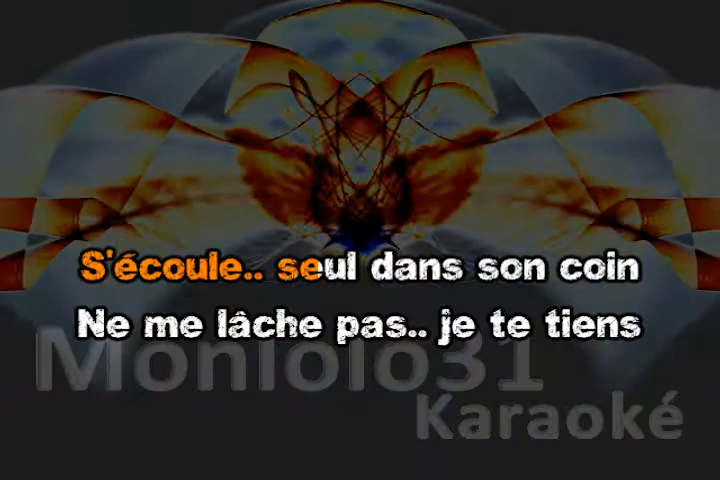 S'écoule.. seul dans son coin
Ne me lâche pas.. je te tiens
Monlolo31
Karaoké